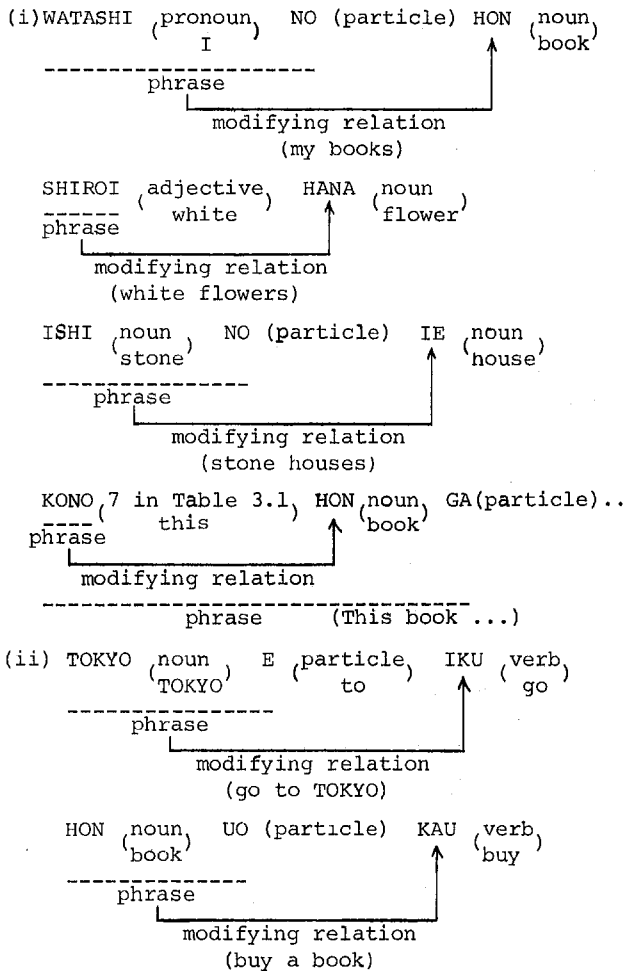 (i) WATASHI (pronoun, I) NO (particle) HON (noun book)
phrase
modifying relation
(my books)
SHIROI (adjective, white) HANA (noun flower)
phrase
modifying relation
(white flowers)
ISHI (noun stone) NO (particle) IE (noun house)
phrase
modifying relation
(stone houses)
KONO (7 in Table 3.1, this) HON (noun book) GA(particle)..
phrase
modifying relation
phrase (This book ...)
(ii) TOKYO (noun TOKYO) E (particle, to) IKU (verb go)
phrase
modifying relation
(go to TOKYO)
HON (noun, book) UO (particle) KAU (verb buy)
phrase
modifying relation
(buy a book)